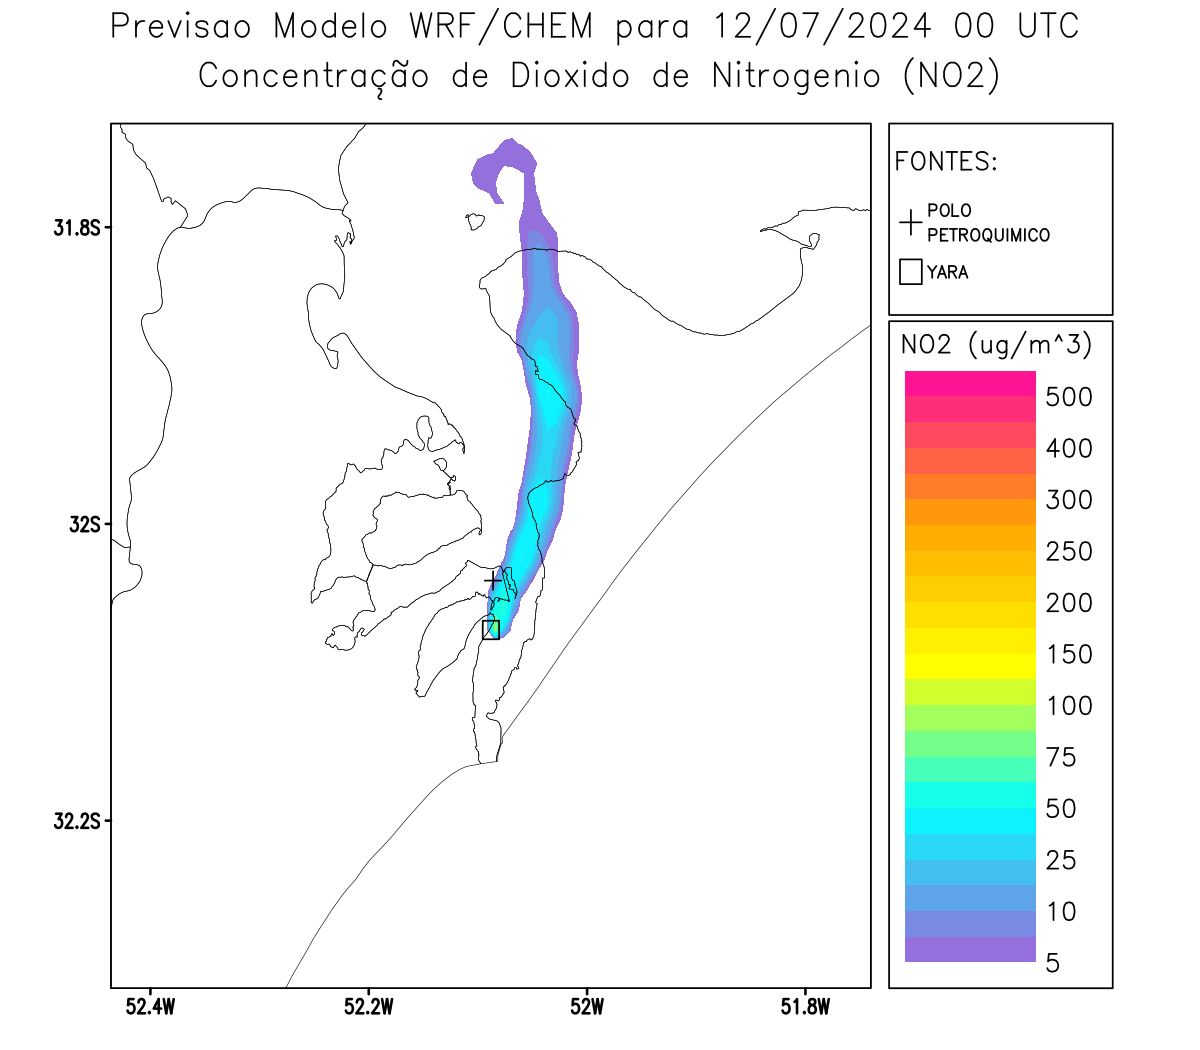 Previsao Modelo WRF/CHEM para 12/07/2024 00 UTC
Concentração de Dioxido de Nitrogenio (NO2)
FONTES:
POLO
PETROQUIMICO
YARA
31.8S
32S
32.2S
52.4W
52.2W
52W
51.8W
NO2 (ug/m^3)
500
400
300
250
200
150
100
75
50
25
10
5